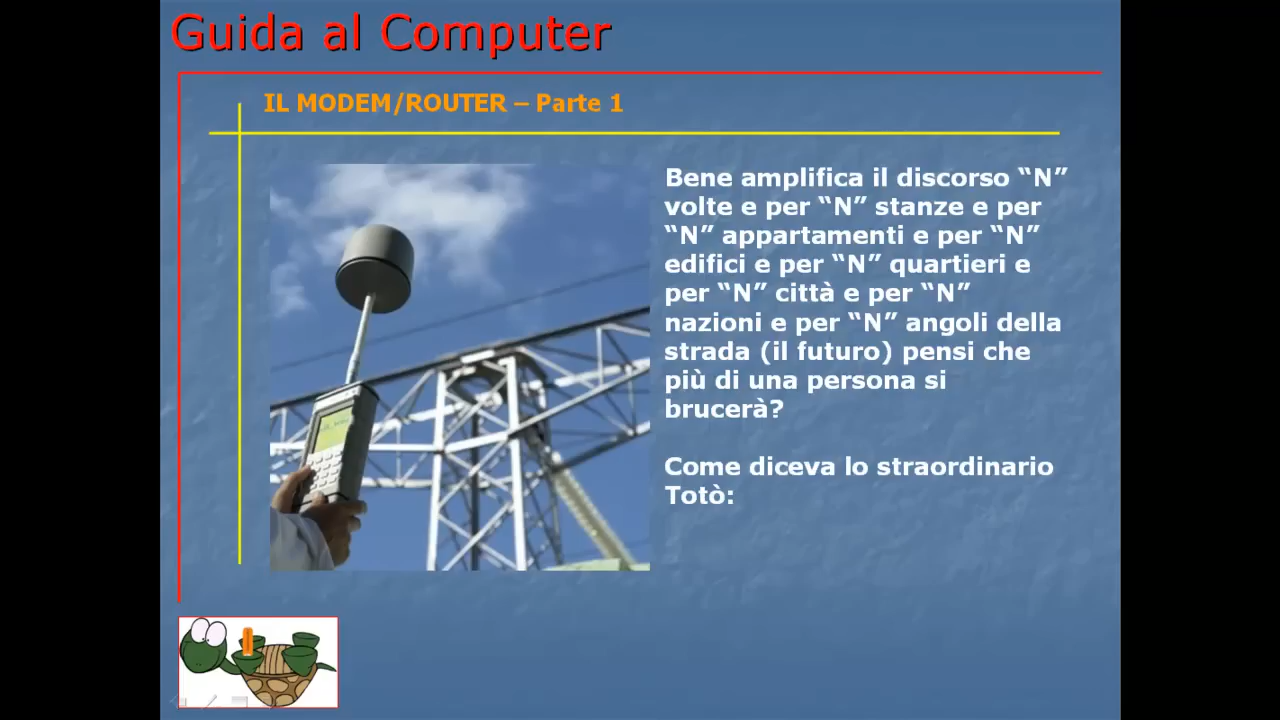 Guida al Computer
IL MODEM/ROUTER – Parte 1
Bene amplifica il discorso “N”
volte e per “N” stanze e per
“N” appartamenti e per “N”
edifici e per “N” quartieri e
per “N” città e per “N”
nazioni e per “N” angoli della
strada (il futuro) pensi che
più di una persona si
brucerà?
Come diceva lo straordinario
Totò: